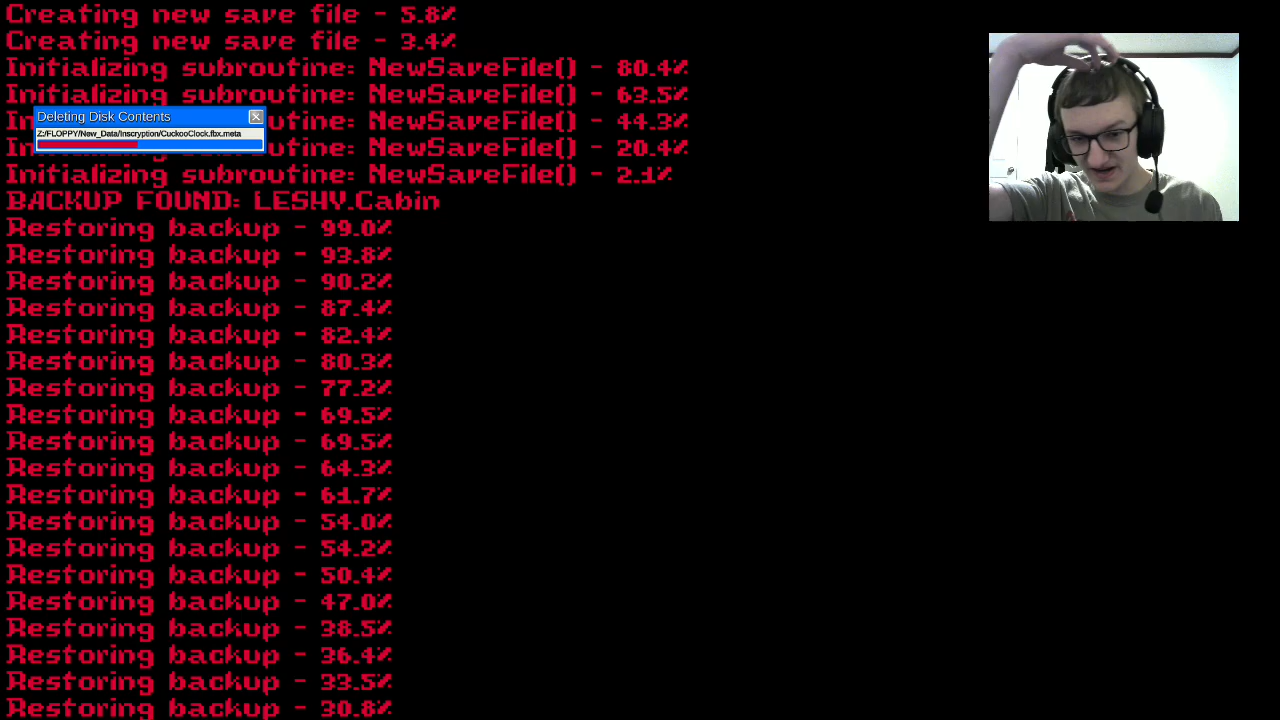 Creating new save file - 5.8%
Creating new save file - 3.4%
Initializing subroutine: NewSaveFile() - 80.4%
Initializing subroutine: NewSaveFile() - 63.5%
Deleting Disk Contents
Z:/FLOPPY/New_Data/Inscryption/CuckooClock.fbx.meta
In routine: NewSaveFile() - 44.3%
In routine: NewSaveFile() - 20.4%
Initializing subroutine: NewSaveFile() - 2.1%
BACKUP FOUND: LESHY.Cabin
Restoring backup - 99.0%
Restoring backup - 93.8%
Restoring backup - 90.2%
Restoring backup - 87.4%
Restoring backup - 82.4%
Restoring backup - 80.3%
Restoring backup - 77.2%
Restoring backup - 69.5%
Restoring backup - 69.5%
Restoring backup - 64.3%
Restoring backup - 61.7%
Restoring backup - 54.0%
Restoring backup - 54.2%
Restoring backup - 50.4%
Restoring backup - 47.0%
Restoring backup - 38.5%
Restoring backup - 36.4%
Restoring backup - 33.5%
Restoring backup - 30.8%